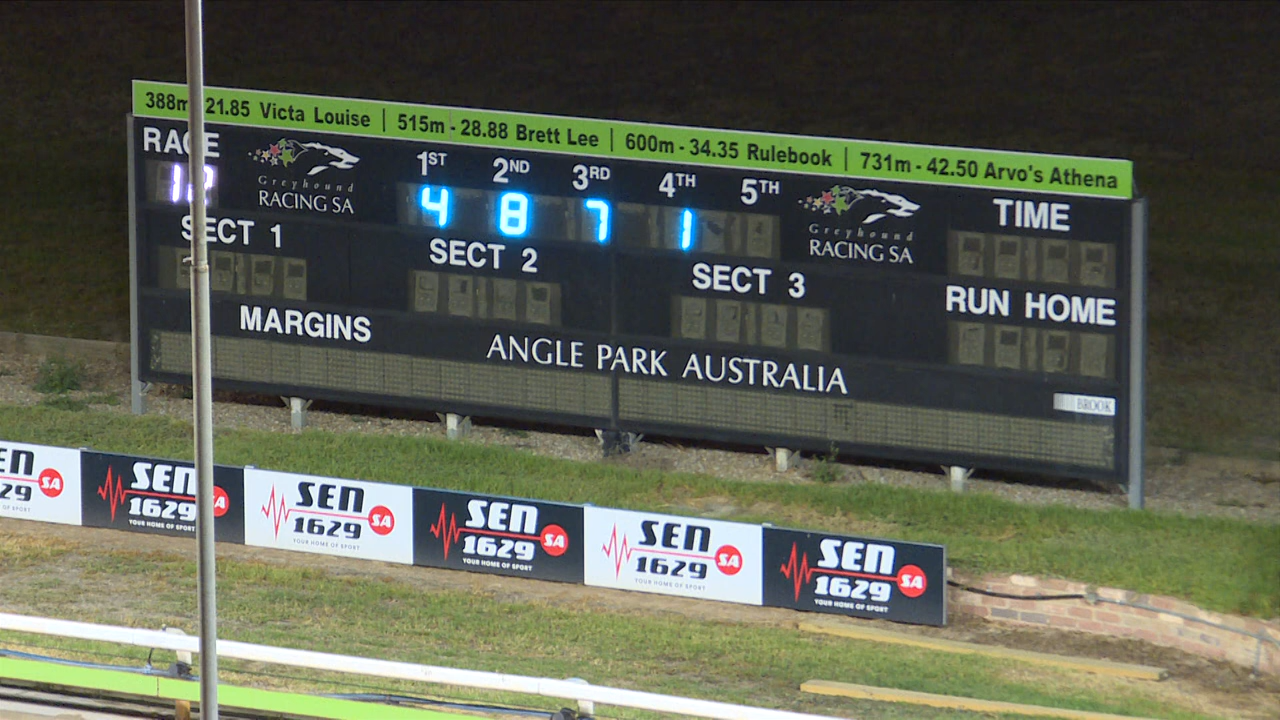 388m 21.85 Victa Louise | 515m - 28.88 Brett Lee | 600m - 34.35 Rulebook | 731m - 42.50 Arvo's Athena
RACE
12
Greyhound
RACING SA
1ST 2ND 3RD 4TH 5TH
4 8 7 1
Greyhound
RACING SA
TIME
SECT 1
SECT 2
SECT 3
RUN HOME
MARGINS
ANGLE PARK AUSTRALIA
BROOK
SEN
1629
SA
YOUR HOME OF SPORT
SEN
1629
SA
YOUR HOME OF SPORT
SEN
1629
SA
YOUR HOME OF SPORT
SEN
1629
SA
YOUR HOME OF SPORT
SEN
1629
SA
YOUR HOME OF SPORT